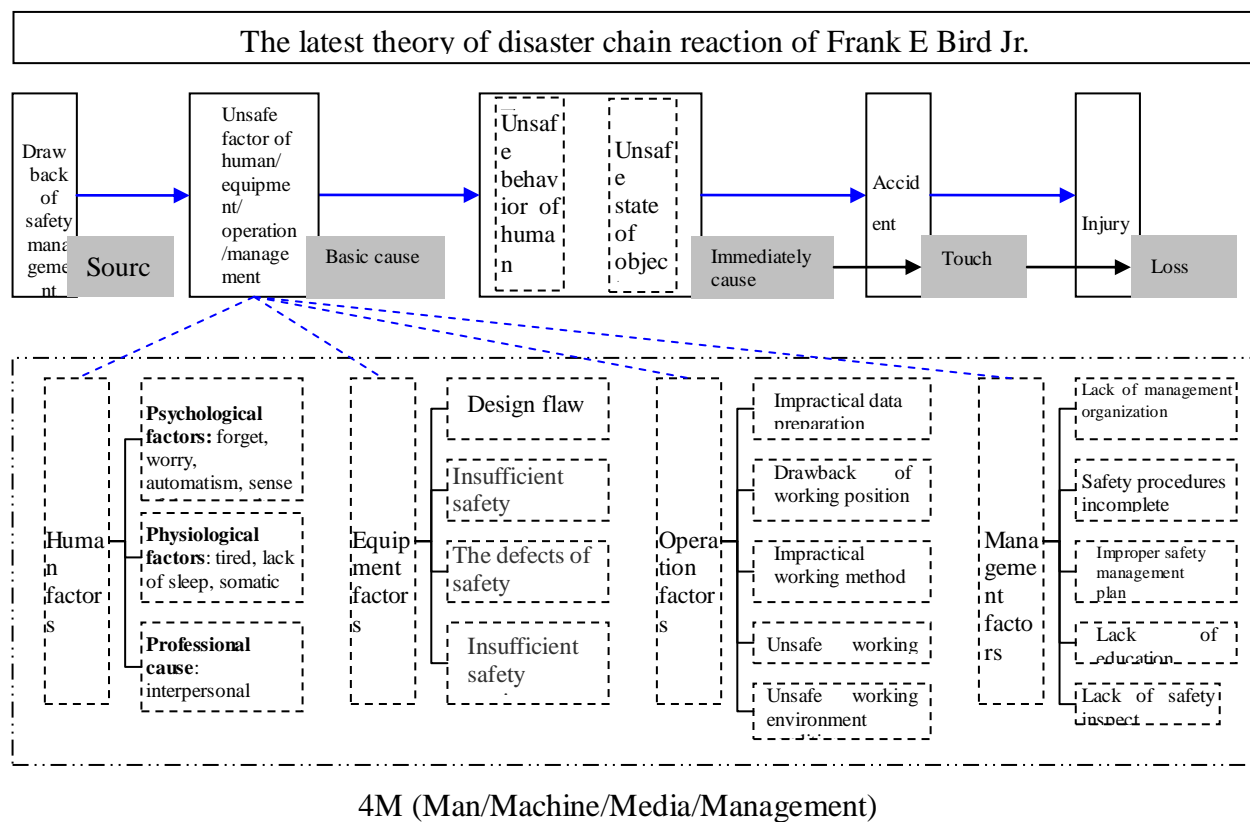 The latest theory of disaster chain reaction of Frank E Bird Jr.
Draw
back
of
safety
mana
geme
nt
Sourc
Unsafe
factor of
human/
equipme
nt/
operation
/manage
ment
Basic cause
Unsaf
e
behav
ior of
huma
n
Unsaf
e
state
of
objec
Immediately
cause
Accid
ent
Touch
Injury
Loss
Huma
n
factor
s
Psychological
factors: forget,
worry,
automatism, sense
Physiological
factors: tired, lack
of sleep, somatic
Professional
cause:
interpersonal
Equip
ment
factor
s
Design flaw
Insufficient
safety
The defects of
safety
Insufficient
safety
Opera
tion
factor
s
Impractical data
preparation
Drawback of
working position
Impractical
working method
Unsafe working
Unsafe working
environment
Mana
geme
nt
facto
rs
Lack of management
organization
Safety procedures
incomplete
Improper safety
management
plan
Lack of
education
Lack of safety
inspect
4M (Man/Machine/Media/Management)